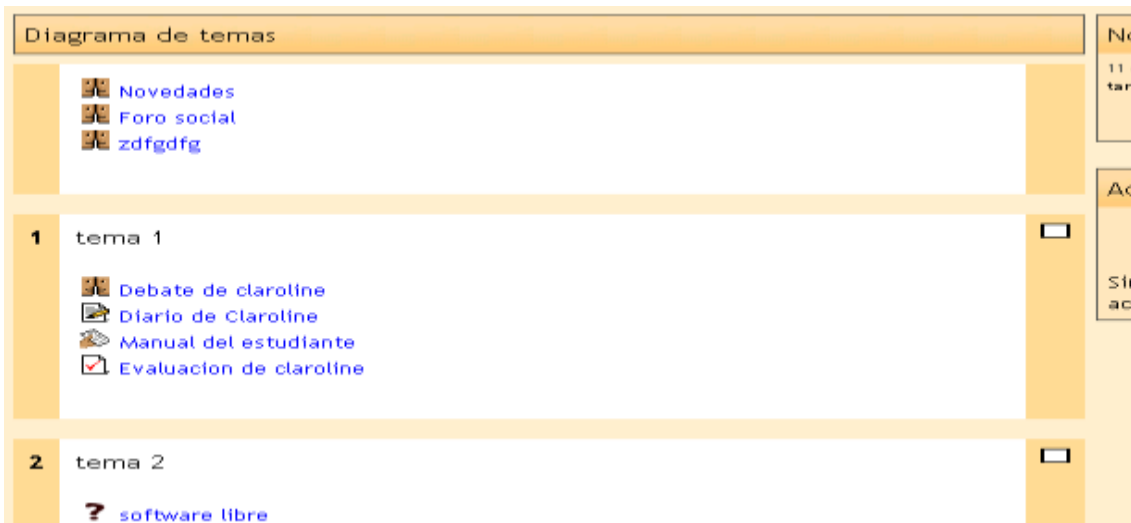 Diagrama de temas
Novedades
Foro social
zdfgdfg
1 tema 1
Debate de claroline
Diario de Claroline
Manual del estudiante
Evaluacion de claroline
2 tema 2
? software libre
11